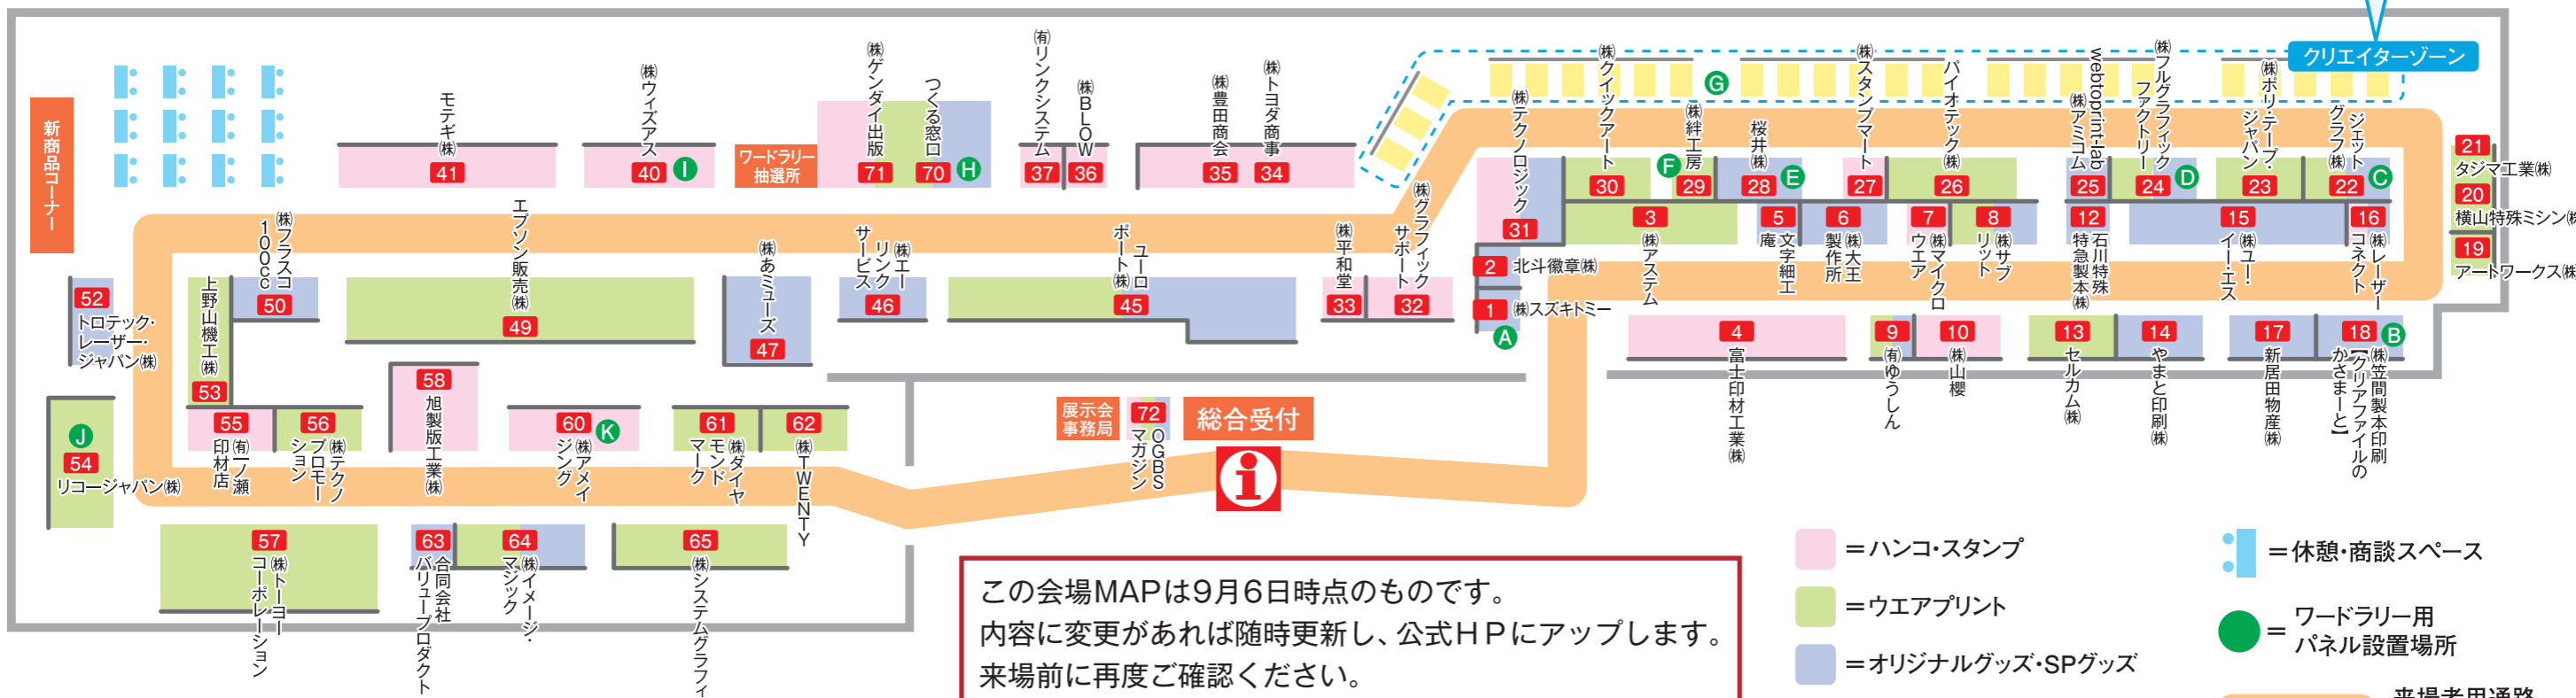 クリエイターゾーン
新商品コーナー
モテギ㈱
41
㈱ウィズアス
40
I
ワードラリー
抽選所
㈱ゲンダイ出版
71
つくる窓口
70
H
㈲リンクシステム
37
㈱BLOW
36
㈱豊田商会
35
㈱トヨダ商事
34
G
㈱テクノロジック
31
㈱クイックアート
30
F
㈱絆工房
29
桜井㈱
28
E
㈱スタンプマート
27
パイオテック㈱
26
㈱アミコム
webtoprint-lab
25
㈱フルグラフィック
ファクトリー
24
D
㈱ポリ・テープ・
ジャパン
23
ジェット
グラフ㈱
22
C
21
タジマ工業㈱
20
横山特殊ミシン㈱
19
アートワークス㈱
52
トロテック・
レーザー・
ジャパン㈱
上野山機工㈱
53
㈱フラスコ
100cc
50
エプソン販売㈱
49
㈱あミューズ
47
㈱エー
リンク
サービス
46
ユーロ
ポート㈱
45
㈱平和堂
33
㈱グラフィック
サポート
32
2
北斗徽章㈱
1
㈱スズキトミー
A
3
㈱アステム
5
文字細工
庵
6
㈱大王
製作所
7
㈱マイクロ
ウエア
8
㈱サブ
リット
12
石川特殊
特急製本㈱
15
㈱ユー・
イー・エス
16
㈱レーザー
コネクト
4
富士印材工業㈱
9
㈲ゆうしん
10
㈱山櫻
13
セルカム㈱
14
やまと印刷㈱
17
新居田物産㈱
18
B
㈱笠間製本印刷
【クリアファイルの
かさまーと】
J
54
リコージャパン㈱
55
㈲一ノ瀬
印材店
56
㈱テクノ
プロモー
ション
58
旭製版工業㈱
60
K
㈱アメイ
ジング
61
㈱ダイヤ
モンド
マーク
62
㈱TWENTY
展示会
事務局
72
OGBS
マガジン
総合受付
i
57
㈱トーヨー
コーポレーション
63
合同会社
バリュープロダクト
64
㈱イメージ・
マジック
65
㈱システムグラフィ
この会場MAPは9月6日時点のものです。
内容に変更があれば随時更新し、公式HPにアップします。
来場前に再度ご確認ください。
=ハンコ・スタンプ
=ウエアプリント
=オリジナルグッズ・SPグッズ
=休憩・商談スペース
=ワードラリー用
パネル設置場所
来場者用通路